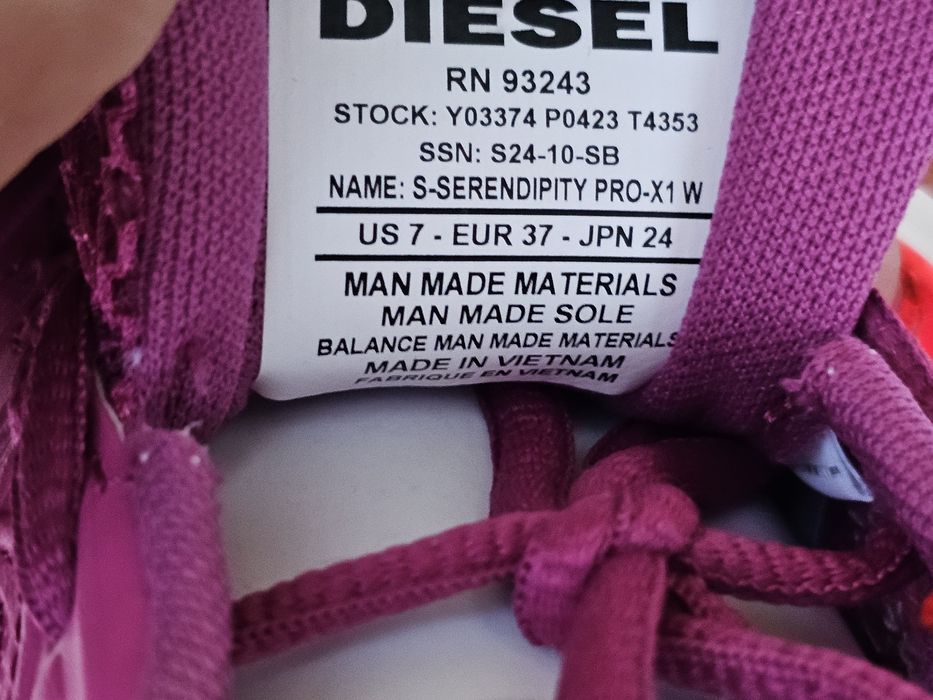 DIESEL
RN 93243
STOCK: Y03374 P0423 T4353
SSN: S24-10-SB
NAME: S-SERENDIPITY PRO-X1 W
US 7 - EUR 37 - JPN 24
MAN MADE MATERIALS
MAN MADE SOLE
BALANCE MAN MADE MATERIALS
MADE IN VIETNAM
FABRIQUE EN VIETNAM